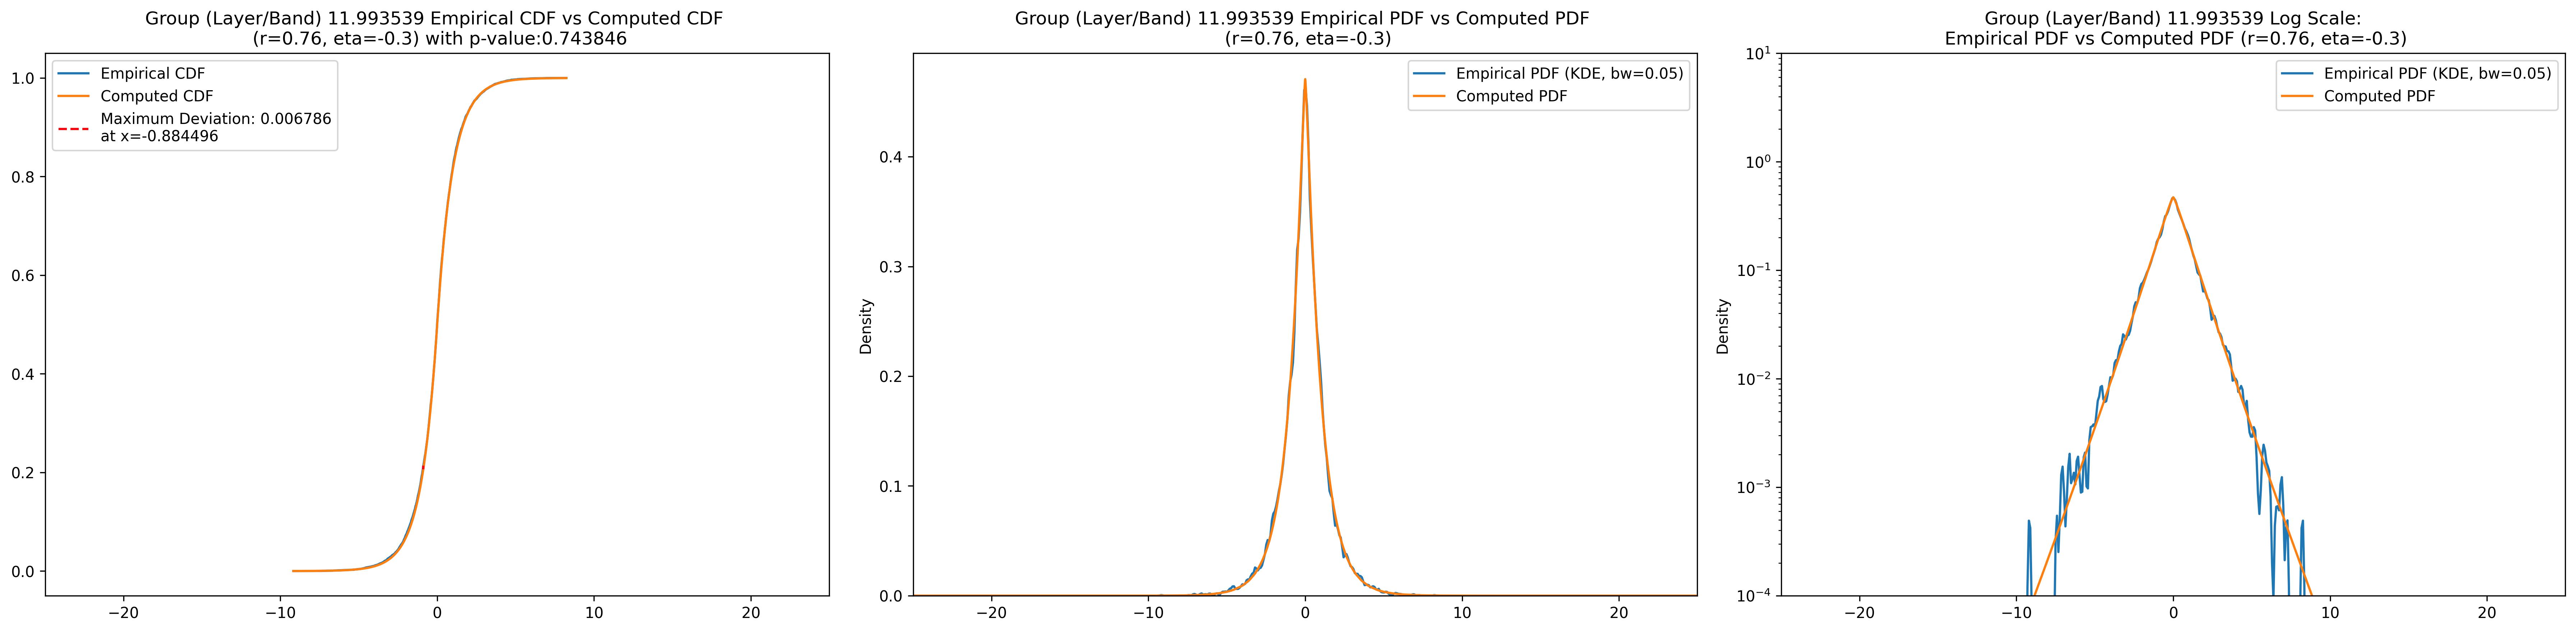 Group (Layer/Band) 11.993539 Empirical CDF vs Computed CDF
(r=0.76, eta=-0.3) with p-value:0.743846
Empirical CDF
Computed CDF
Maximum Deviation: 0.006786
at x=-0.884496
1.0
0.8
0.6
0.4
0.2
0.0
−20
−10
0
10
20
Group (Layer/Band) 11.993539 Empirical PDF vs Computed PDF
(r=0.76, eta=-0.3)
Empirical PDF (KDE, bw=0.05)
Computed PDF
Density
0.4
0.3
0.2
0.1
0.0
−20
−10
0
10
20
Group (Layer/Band) 11.993539 Log Scale:
Empirical PDF vs Computed PDF (r=0.76, eta=-0.3)
Empirical PDF (KDE, bw=0.05)
Computed PDF
Density
10¹
10⁰
10⁻¹
10⁻²
10⁻³
10⁻⁴
−20
−10
0
10
20